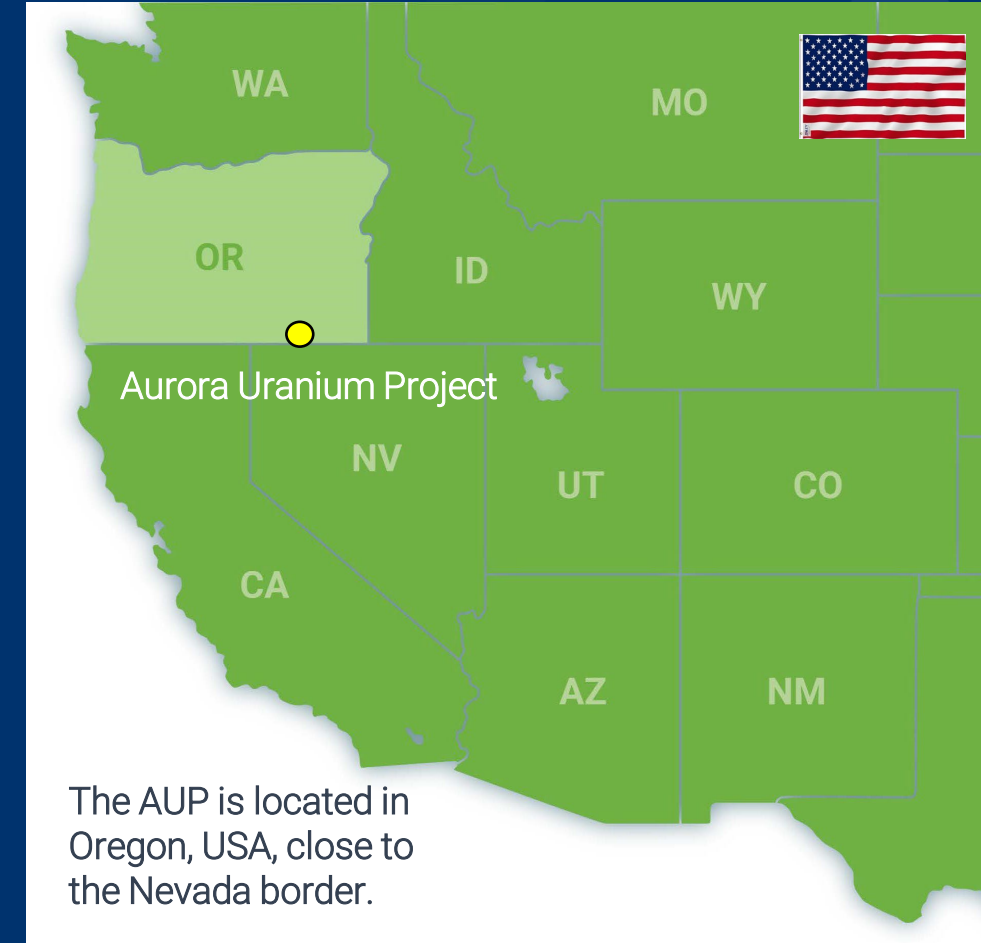 WA
MO
OR
ID
WY
Aurora Uranium Project
NV
UT
CO
CA
AZ
NM
The AUP is located in
Oregon, USA, close to
the Nevada border.